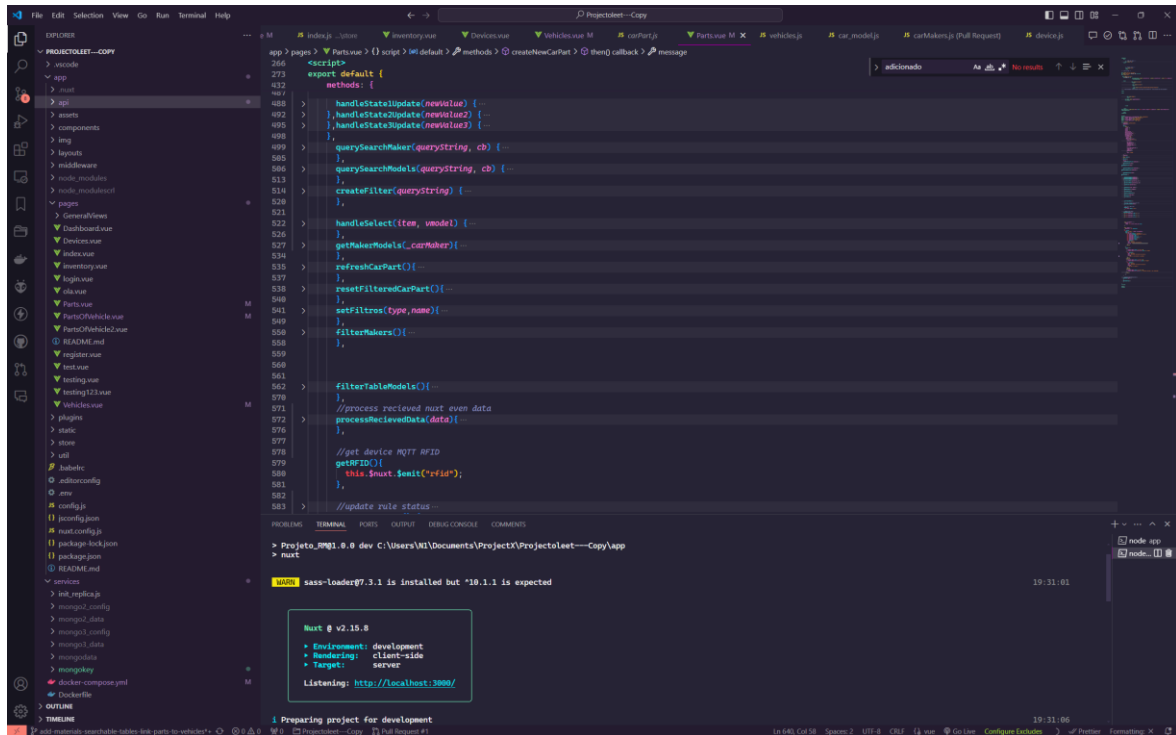 File Edit Selection View Go Run Terminal Help
Projectoleet---Copy
EXPLORER
e M
index.js ...\store
inventory.vue
Devices.vue
Vehicles.vue M
carPart.js
Parts.vue M
vehicles.js
car_model.js
carMakers.js (Pull Request)
device.js
PROJECTOLEET---COPY
.vscode
app
.nuxt
api
assets
components
img
layouts
middleware
node_modules
node_modulescrl
pages
GeneralViews
Dashboard.vue
Devices.vue
index.vue
inventory.vue
login.vue
ola.vue
Parts.vue M
PartsOfVehicle.vue M
PartsOfVehicle2.vue
README.md
register.vue
test.vue
testing.vue
testing123.vue
Vehicles.vue M
plugins
static
store
util
.babelrc
.editorconfig
.env
config.js
jsconfig.json
nuxt.config.js
package-lock.json
package.json
README.md
services
init_replica.js
mongo2_config
mongo2_data
mongo3_config
mongo3_data
mongodata
mongokey
docker-compose.yml M
Dockerfile
OUTLINE
TIMELINE
app > pages > Parts.vue > {} script > default > methods > createNewCarPart > then() callback > message
adicionado
No results
266 <script>
273 export default {
432 methods: {
487
488 handleState1Update(newValue) {
492 },handleState2Update(newValue2) {
495 },handleState3Update(newValue3) {
498 },
499 querySearchMaker(queryString, cb) {
505 },
506 querySearchModels(queryString, cb) {
513 },
514 createFilter(queryString) {
520 },
521
522 handleSelect(item, vmodel) {
526 },
527 getMakerModels(_carMaker){
534 },
535 refreshCarPart(){
537 },
538 resetFilteredCarPart(){
540 },
541 setFiltros(type,name){
549 },
550 filterMakers(){
558 },
559
560
561
562 filterTableModels(){
570 },
571 //process recieved nuxt even data
572 processRecievedData(data){
576 },
577
578 //get device MQTT RFID
579 getRFID(){
580 this.$nuxt.$emit("rfid");
581 },
582
583 //update rule status
PROBLEMS TERMINAL PORTS OUTPUT DEBUG CONSOLE COMMENTS
> Projeto_RM@1.0.0 dev C:\Users\N1\Documents\ProjectX\Projectoleet---Copy\app
> nuxt
WARN sass-loader@7.3.1 is installed but ^10.1.1 is expected 19:31:01
Nuxt @ v2.15.8
Environment: development
Rendering: client-side
Target: server
Listening: http://localhost:3000/
i Preparing project for development 19:31:06
node app
node...
add-materials-searchable-tables-link-parts-to-vehicles*+ 0 0 0 Projectoleet---Copy Pull Request #1
Ln 640, Col 58 Spaces: 2 UTF-8 CRLF vue Go Live Configure Excludes Prettier Formatting: X